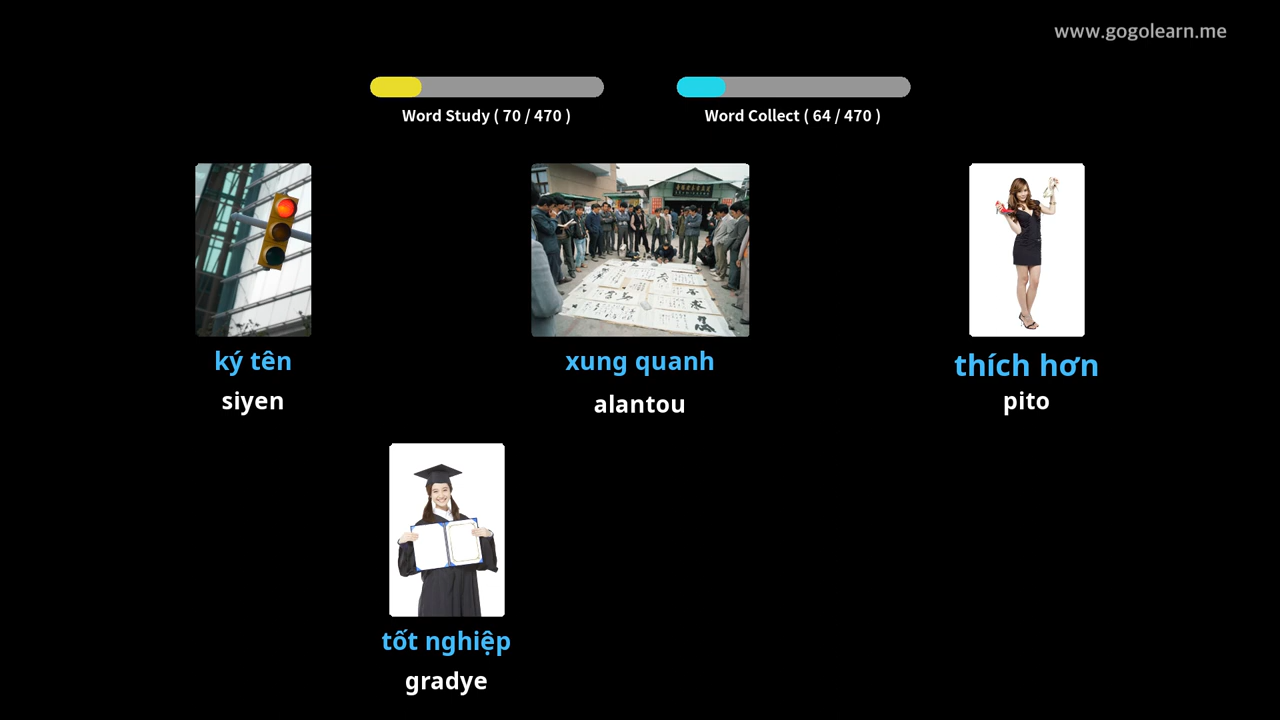 www.gogolearn.me
Word Study ( 70 / 470 )
Word Collect ( 64 / 470 )
ký tên
siyen
xung quanh
alantou
thích hơn
pito
tốt nghiệp
gradye